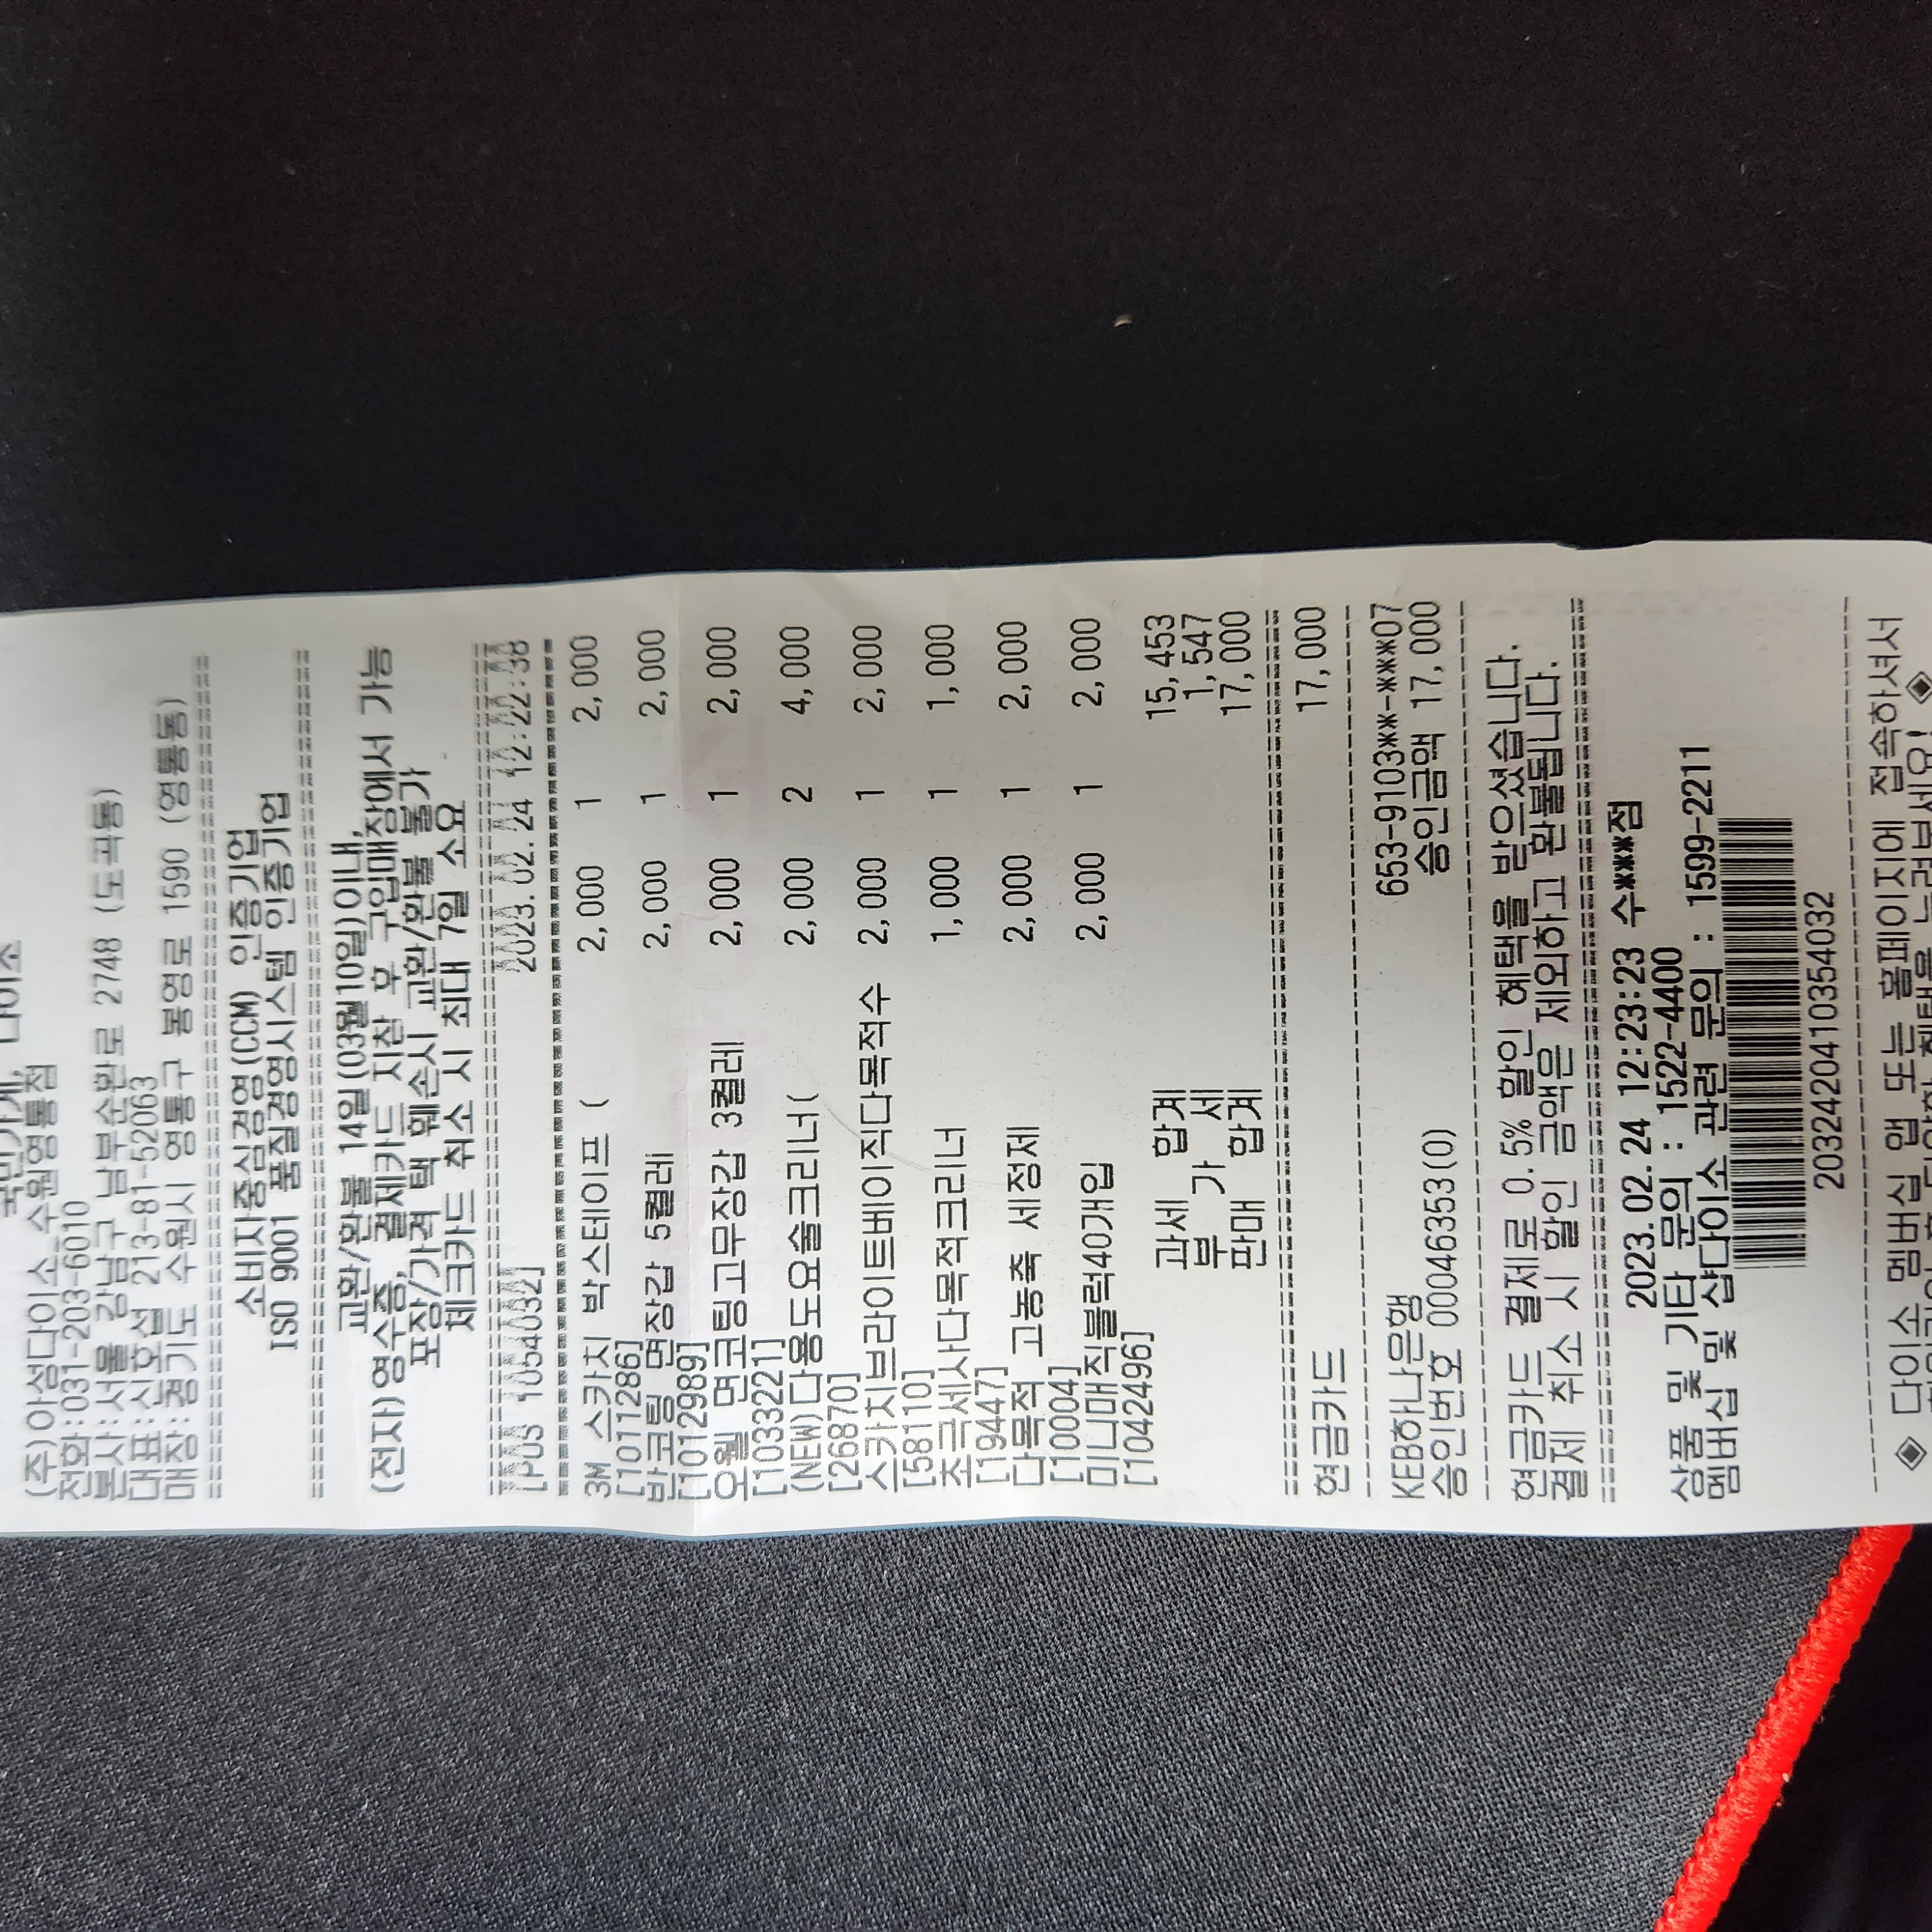 국민가게, 다이소
(주)아성다이소_수원영통점
전화:031-203-6010
본사:서울 강남구 남부순환로 2748 (도곡동)
대표:신호섭 213-81-52063
매장:경기도 수원시 영통구 봉영로 1590 (영통동)
소비자중심경영(CCM) 인증기업
ISO 9001 품질경영시스템 인증기업
교환/환불 14일(03월10일)이내,
(전자)영수증, 결제카드 지참 후 구입매장에서 가능
포장/가격 택 훼손시 교환/환불 불가
체크카드 취소 시 최대 7일 소요
[POS 1054032] 2023.02.24 12:22:38
3M 스카치 박스테이프 ( 2,000 1 2,000
[1011286]
반코팅 면장갑 5켤레 2,000 1 2,000
[1012989]
오웰 면코팅고무장갑 3켤레 2,000 1 2,000
[1033221]
(NEW)다용도요술크리너( 2,000 2 4,000
[26870]
스카치브라이트베이직다목적수 2,000 1 2,000
[58110]
초극세사다목적크리너 1,000 1 1,000
[19447]
다목적 고농축 세정제 2,000 1 2,000
[10004]
미니매직블럭40개입 2,000 1 2,000
[1042496]
과세 합계 15,453
부 가 세 1,547
판매 합계 17,000
현금카드 17,000
KEB하나은행 653-9103**-***07
승인번호 00046353(0) 승인금액 17,000
현금카드 결제로 0.5% 할인 혜택을 받으셨습니다.
결제 취소 시 할인 금액은 제외하고 환불됩니다.
2023.02.24 12:23:23 수***점
상품 및 기타 문의 : 1522-4400
멤버십 및 샵다이소 관련 문의 : 1599-2211
2032420410354032
◈ 다이소 멤버십 앱 또는 홈페이지에 접속하셔서
혜택을 누려보세요! ◈